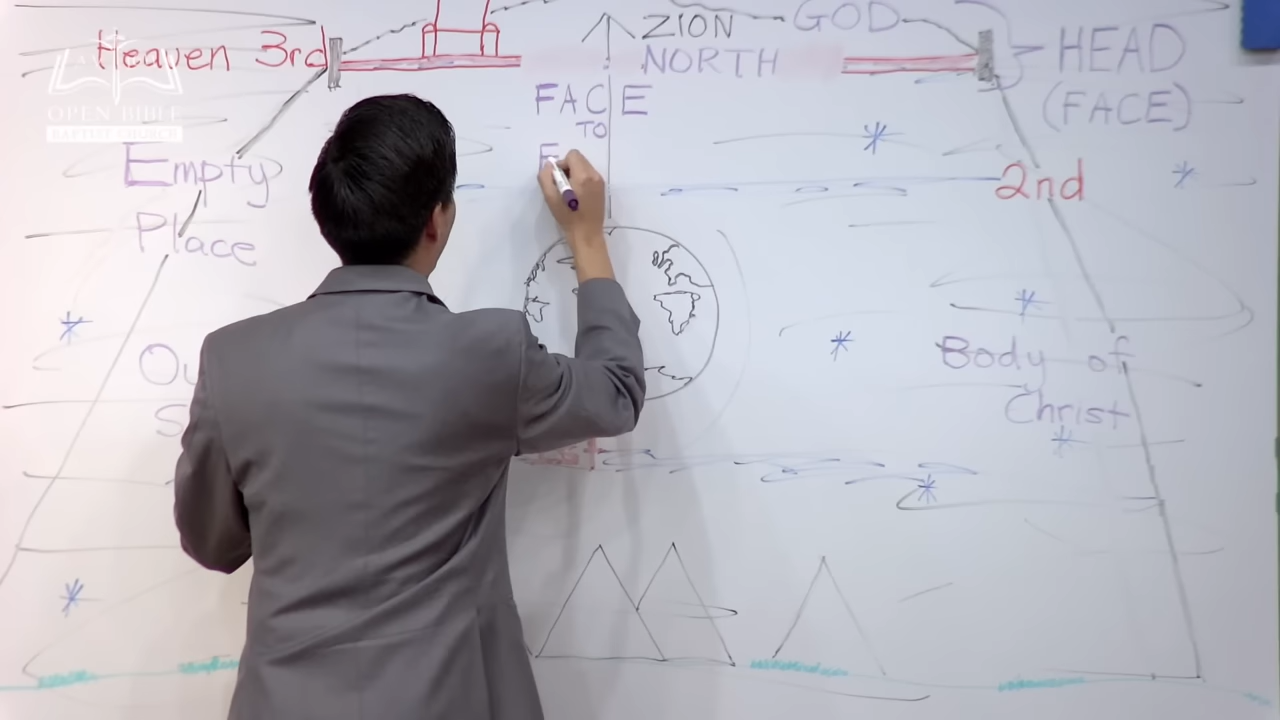 ZION
GOD
Heaven 3rd
NORTH
HEAD
(FACE)
OPEN BIBLE
BAPTIST CHURCH
FACE
TO
F
Empty
Place
2nd
Body of
Christ